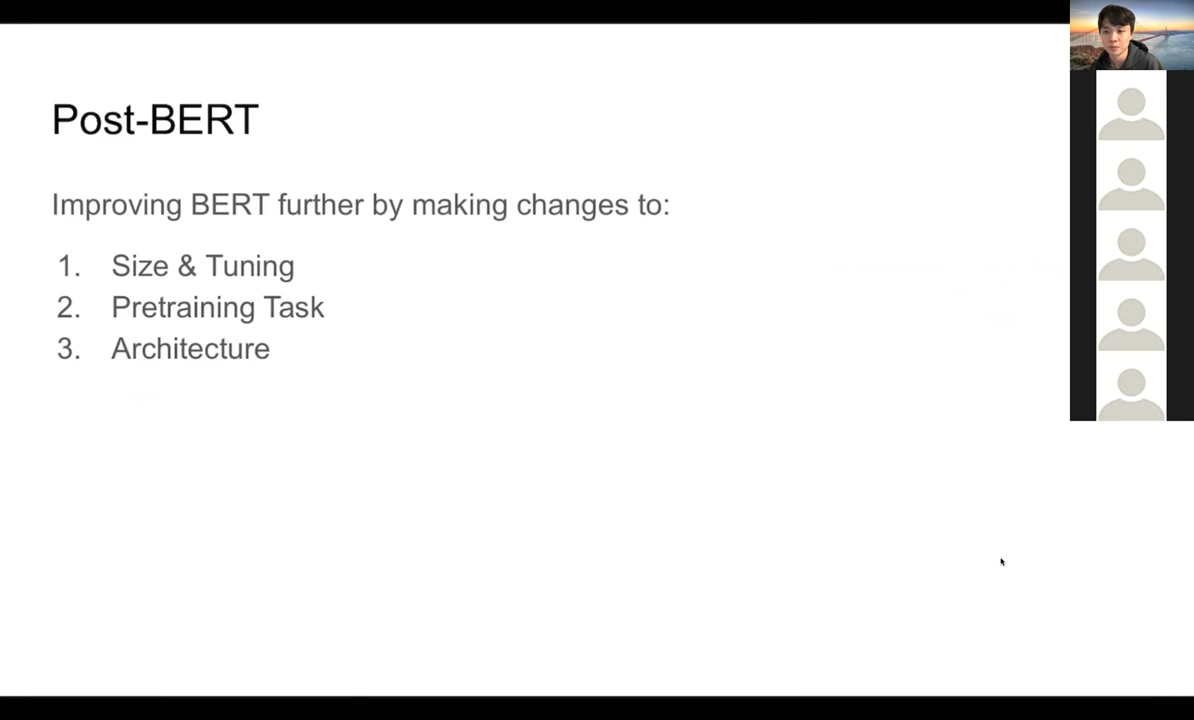 Post-BERT
Improving BERT further by making changes to:
1. Size & Tuning
2. Pretraining Task
3. Architecture